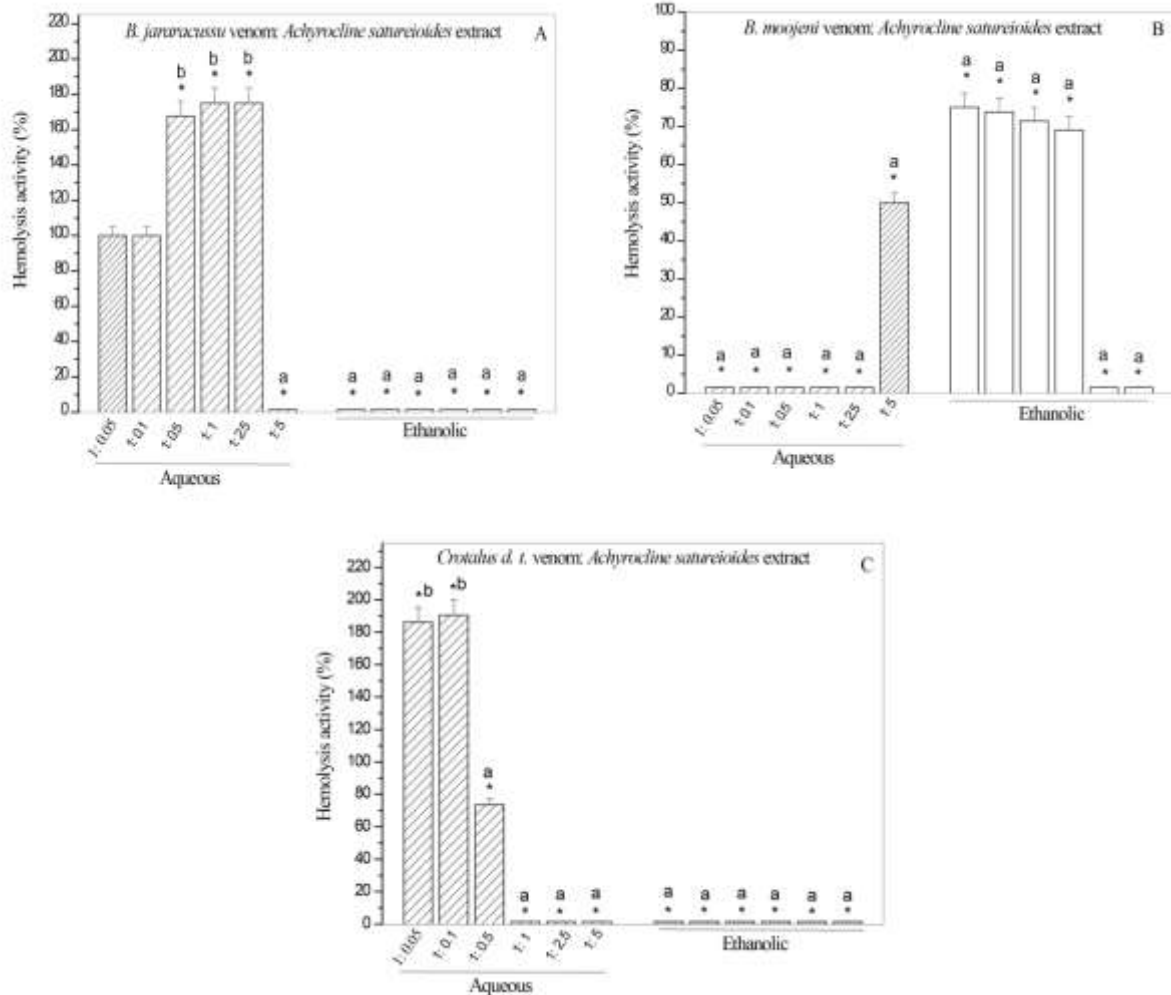 B. jararacussu venom: Achyrocline satureioides extract
A
Hemolysis activity (%)
220
200
180
160
140
120
100
80
60
40
20
0
b b b
* * *
a a a a a a a
* * * * * * *
1: 0.05 1: 0.1 1: 0.5 1: 1 1: 2.5 1: 5
Aqueous
Ethanolic
B. moojeni venom: Achyrocline satureioides extract
B
Hemolysis activity (%)
100
90
80
70
60
50
40
30
20
10
0
a a a a
* * * *
a
*
a a a a a a a
* * * * * * *
1: 0.05 1: 0.1 1: 0.5 1: 1 1: 2.5 1: 5
Aqueous
Ethanolic
Crotalus d. t. venom: Achyrocline satureioides extract
C
Hemolysis activity (%)
220
200
180
160
140
120
100
80
60
40
20
0
*b *b
a
*
a a a a a a a a a
* * * * * * * * *
1: 0.05 1: 0.1 1: 0.5 1: 1 1: 2.5 1: 5
Aqueous
Ethanolic